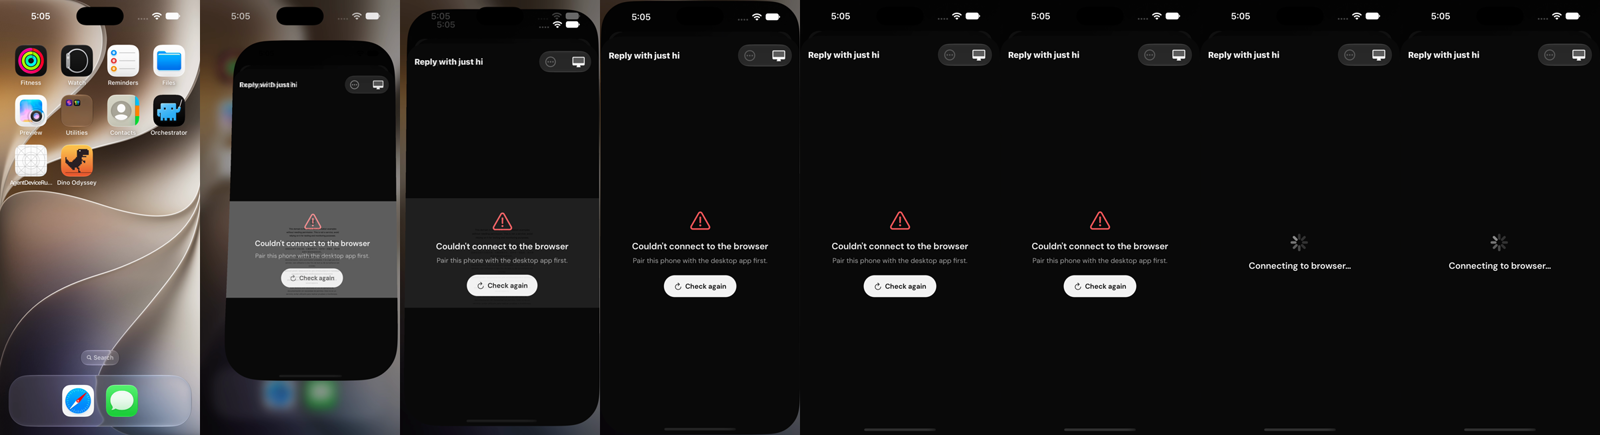 5:05
Fitness
Watch
Reminders
Files
Preview
Utilities
Contacts
Orchestrator
AgentDeviceRu...
Dino Odyssey
Search
5:05
Reply with just hi
Couldn't connect to the browser
Pair this phone with the desktop app first.
Check again
5:05
5:05
Reply with just hi
Couldn't connect to the browser
Pair this phone with the desktop app first.
Check again
5:05
Reply with just hi
Couldn't connect to the browser
Pair this phone with the desktop app first.
Check again
5:05
Reply with just hi
Couldn't connect to the browser
Pair this phone with the desktop app first.
Check again
5:05
Reply with just hi
Couldn't connect to the browser
Pair this phone with the desktop app first.
Check again
5:05
Reply with just hi
Connecting to browser...
5:05
Reply with just hi
Connecting to browser...